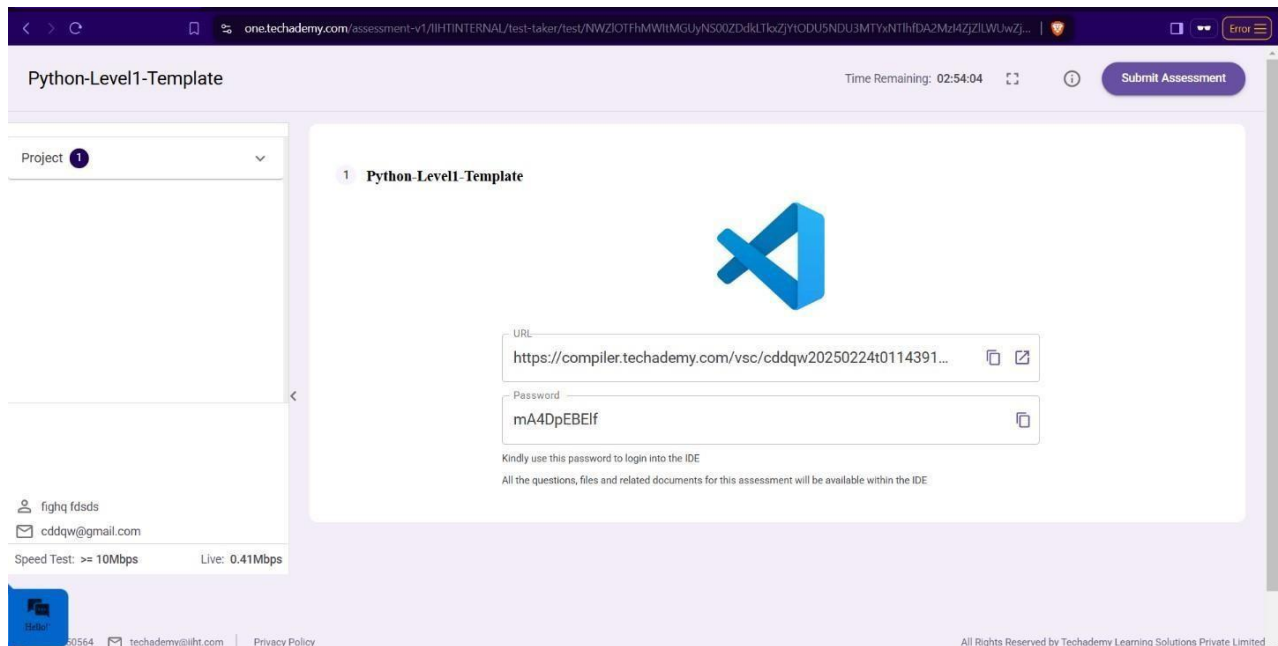 one.techademy.com/assessment-v1/IIHTINTERNAL/test-taker/test/
Error
Python-Level1-Template
Time Remaining: 02:54:04
Submit Assessment
Project 1
1 Python-Level1-Template
URL
https://compiler.techademy.com/vsc/cddqw20250224t0114391...
Password
mA4DpEBElf
Kindly use this password to login into the IDE
All the questions, files and related documents for this assessment will be available within the IDE
fighq fdsds
cddqw@gmail.com
Speed Test: >= 10Mbps Live: 0.41Mbps
Hello!
50564 techademy@iiht.com Privacy Policy
All Rights Reserved by Techademy Learning Solutions Private Limited